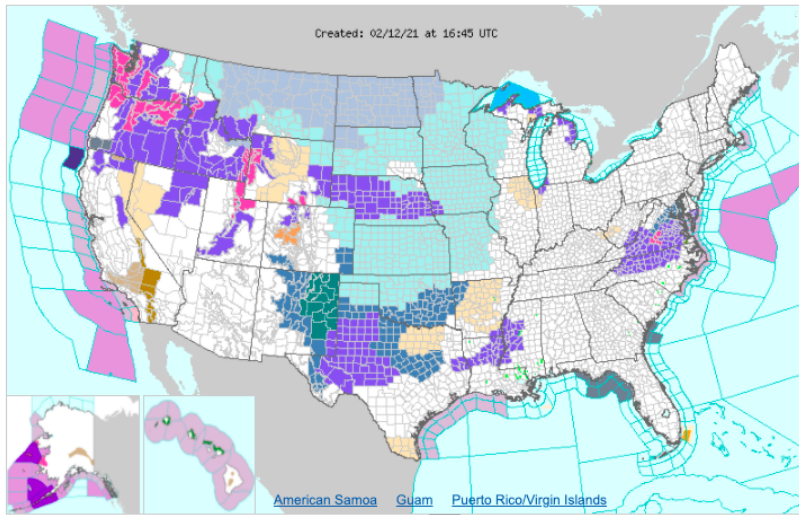 Created: 02/12/21 at 16:45 UTC
American Samoa Guam Puerto Rico/Virgin Islands